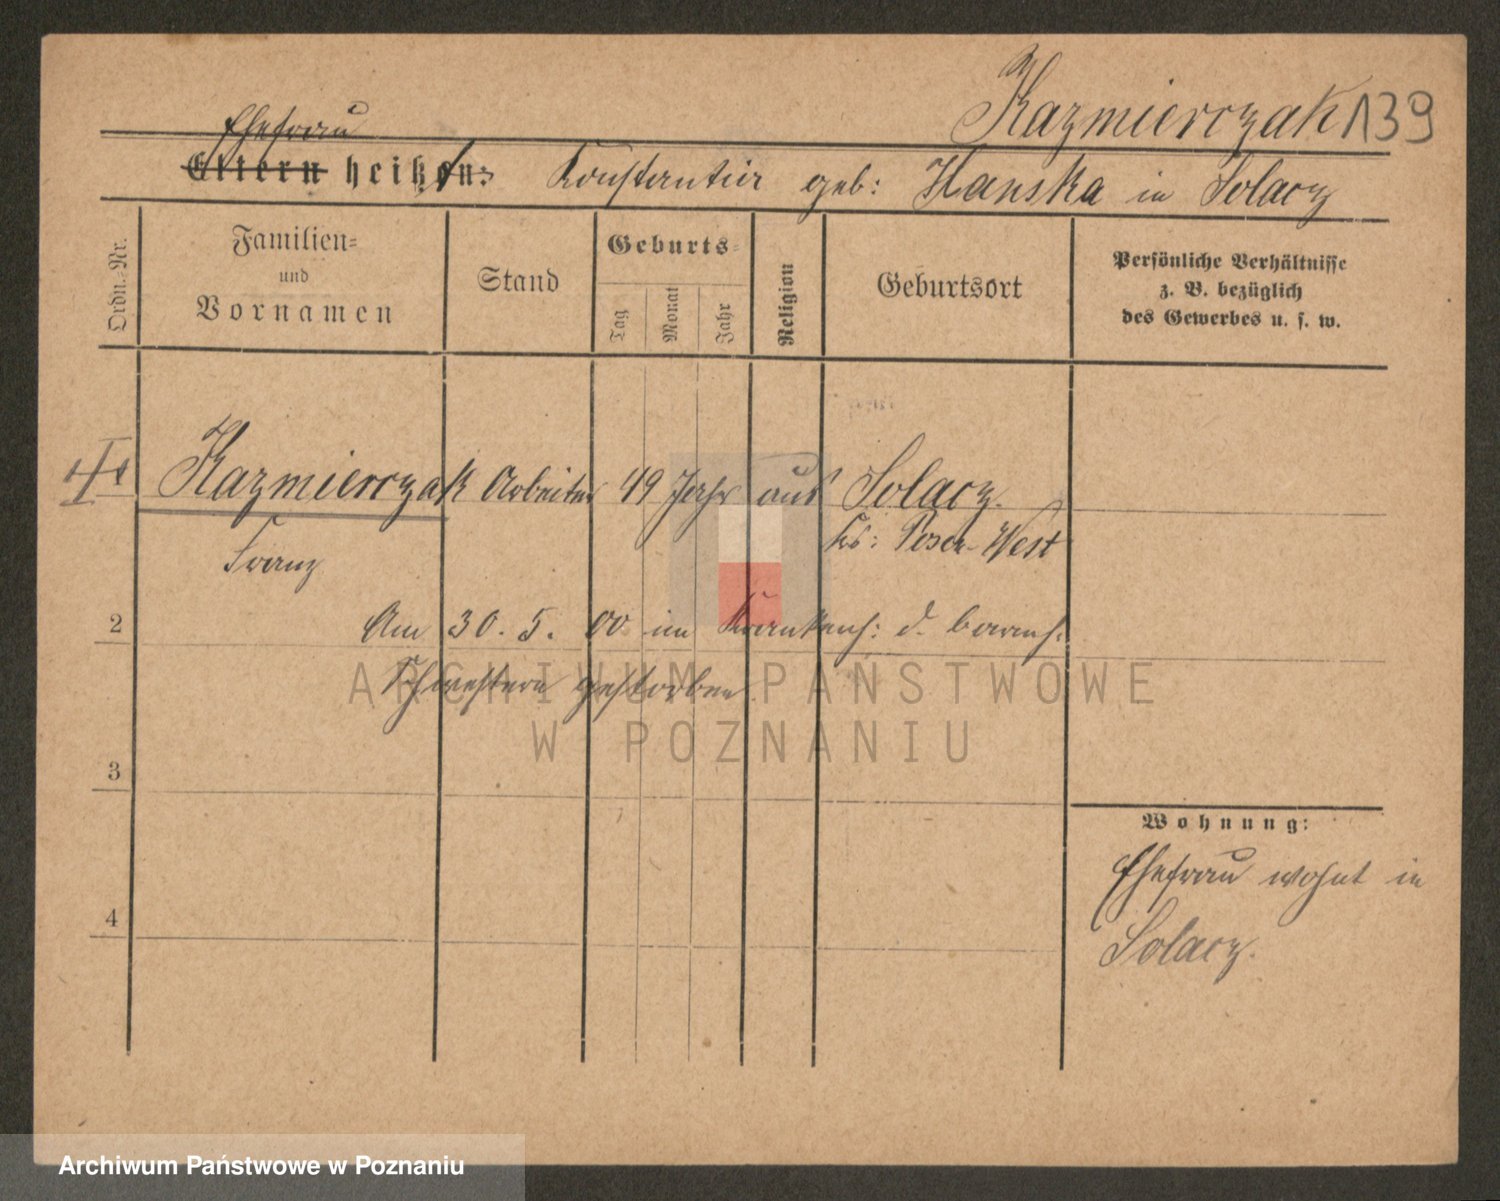 Kazmierczak 139
Ehefrau
Eltern heißen: Konstantia geb: Hanska in Solacz
Ordn.-Nr.
Familien-
und
Vornamen
Stand
Geburts-
Tag
Monat
Jahr
Religion
Geburtsort
Persönliche Verhältnisse
z. B. bezüglich
des Gewerbes u. s. w.
Kazmierczak Arbeiter 49 Jahr aus Solacz.
Franz
Krs: Posen-West
2
Am 30. 5. 00 im Krankenh: d. barmh.
Schwestern gestorben
ARCHIWUM PAŃSTWOWE
W POZNANIU
3
Wohnung:
Ehefrau wohnt in
4
Solacz.
Archiwum Państwowe w Poznaniu